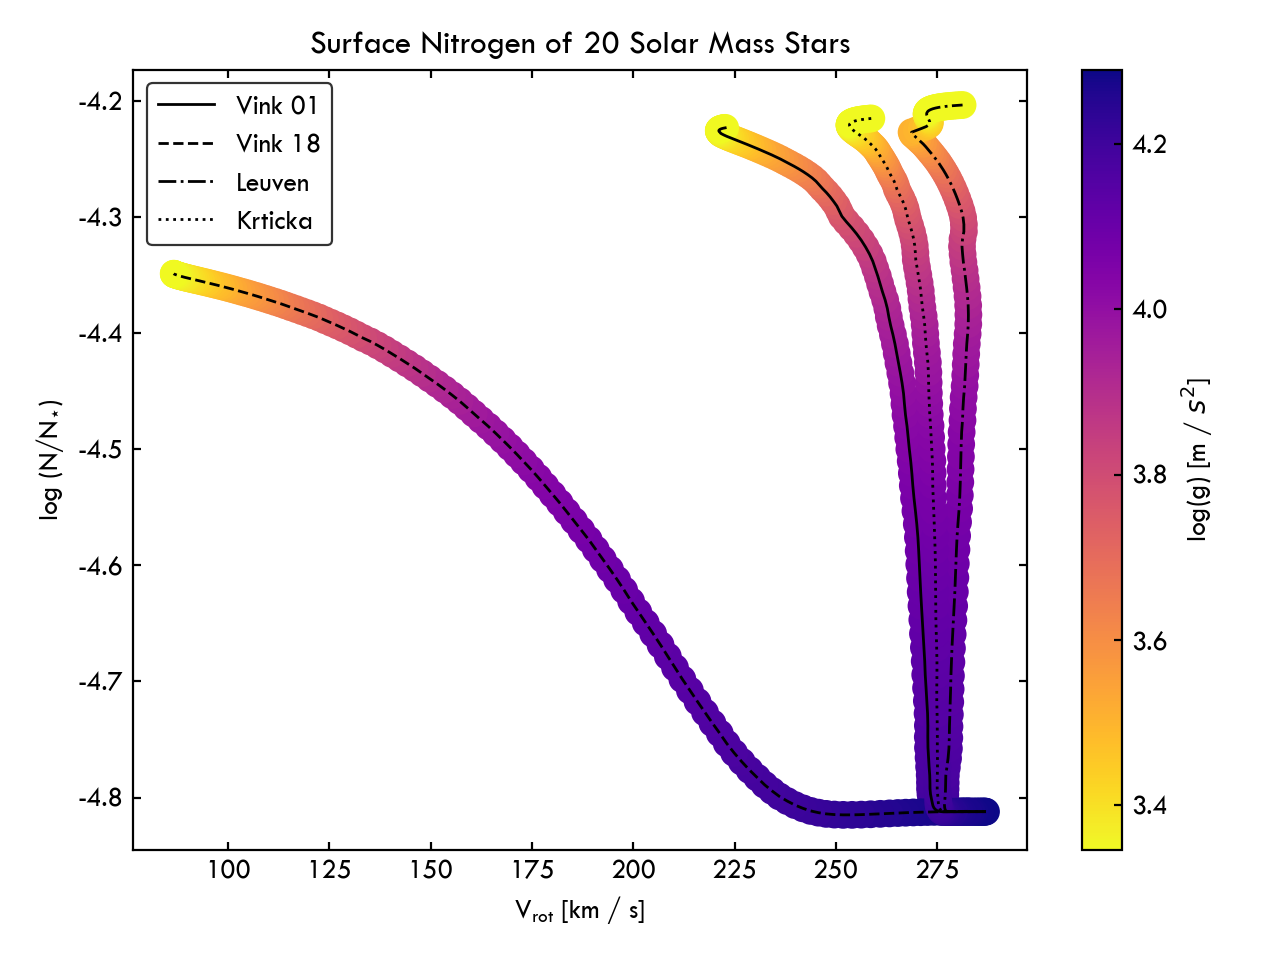 Surface Nitrogen of 20 Solar Mass Stars
Vink 01
Vink 18
Leuven
Krticka
-4.2
-4.3
-4.4
-4.5
-4.6
-4.7
-4.8
log (N/N⋆)
100 125 150 175 200 225 250 275
V_rot [km / s]
4.2
4.0
3.8
3.6
3.4
log(g) [m / s²]